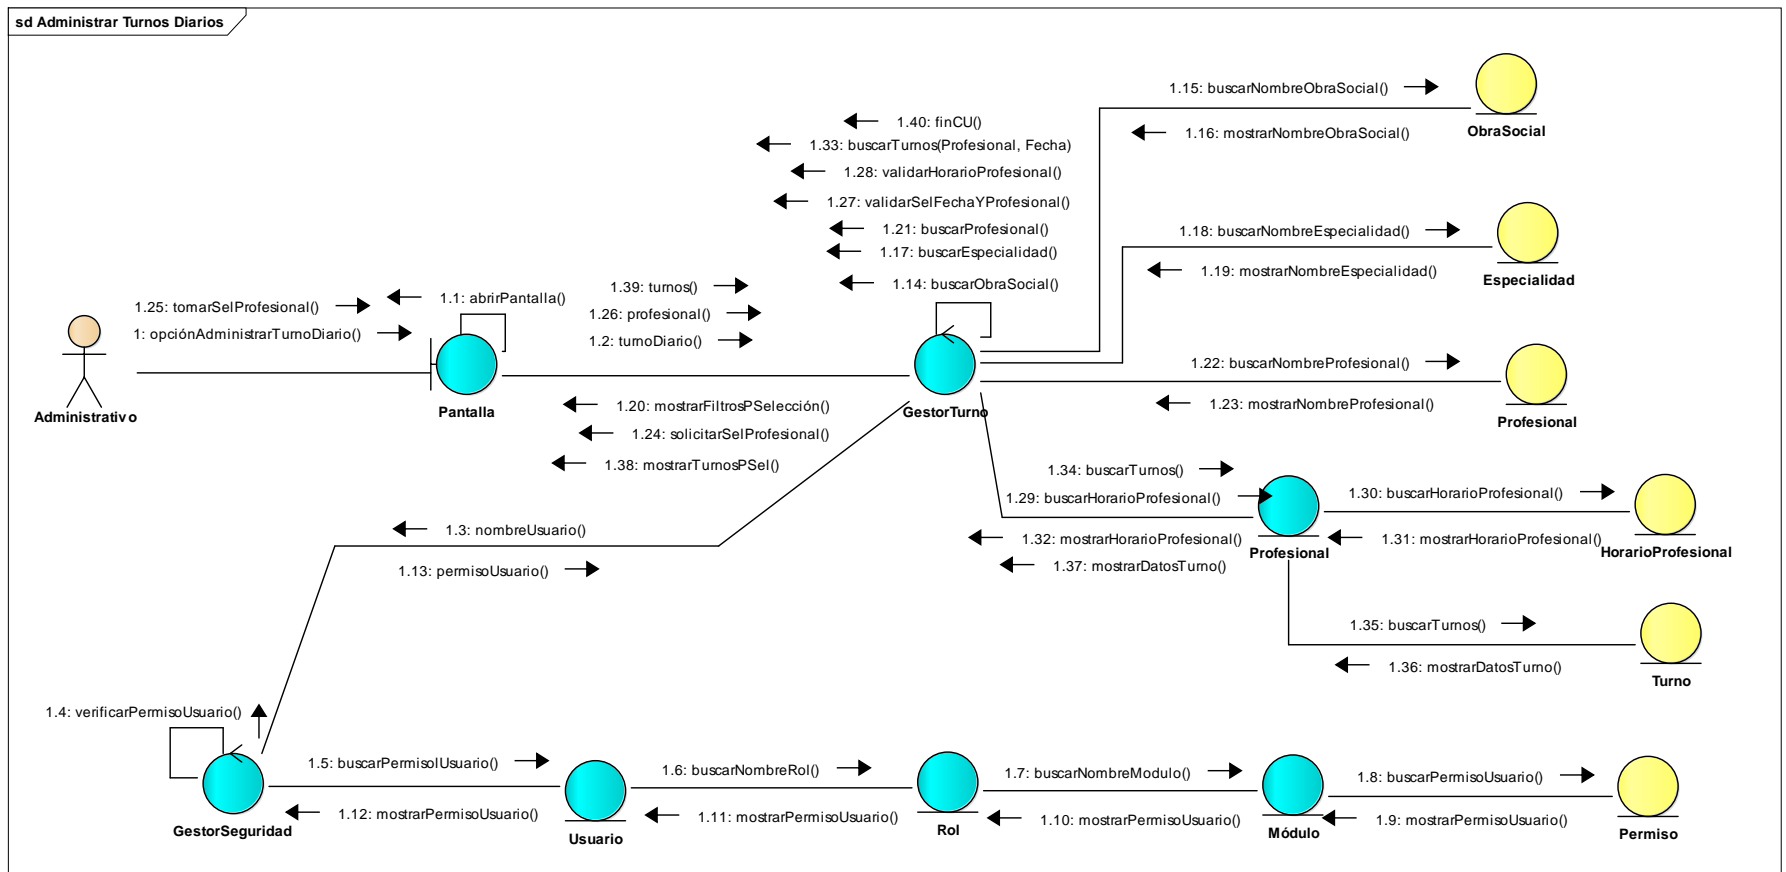 sd Administrar Turnos Diarios
1.15: buscarNombreObraSocial()
1.16: mostrarNombreObraSocial()
ObraSocial
1.40: finCU()
1.33: buscarTurnos(Profesional, Fecha)
1.28: validarHorarioProfesional()
1.27: validarSelFechaYProfesional()
1.21: buscarProfesional()
1.17: buscarEspecialidad()
1.14: buscarObraSocial()
1.18: buscarNombreEspecialidad()
1.19: mostrarNombreEspecialidad()
Especialidad
1.25: tomarSelProfesional()
1: opciónAdministrarTurnoDiario()
1.1: abrirPantalla()
1.39: turnos()
1.26: profesional()
1.2: turnoDiario()
Administrativo
Pantalla
GestorTurno
1.22: buscarNombreProfesional()
1.23: mostrarNombreProfesional()
Profesional
1.20: mostrarFiltrosPSelección()
1.24: solicitarSelProfesional()
1.38: mostrarTurnosPSel()
1.34: buscarTurnos()
1.29: buscarHorarioProfesional()
1.32: mostrarHorarioProfesional()
1.37: mostrarDatosTurno()
Profesional
1.30: buscarHorarioProfesional()
1.31: mostrarHorarioProfesional()
HorarioProfesional
1.3: nombreUsuario()
1.13: permisoUsuario()
1.35: buscarTurnos()
1.36: mostrarDatosTurno()
Turno
1.4: verificarPermisoUsuario()
GestorSeguridad
1.5: buscarPermisolUsuario()
1.12: mostrarPermisoUsuario()
Usuario
1.6: buscarNombreRol()
1.11: mostrarPermisoUsuario()
Rol
1.7: buscarNombreModulo()
1.10: mostrarPermisoUsuario()
Módulo
1.8: buscarPermisoUsuario()
1.9: mostrarPermisoUsuario()
Permiso